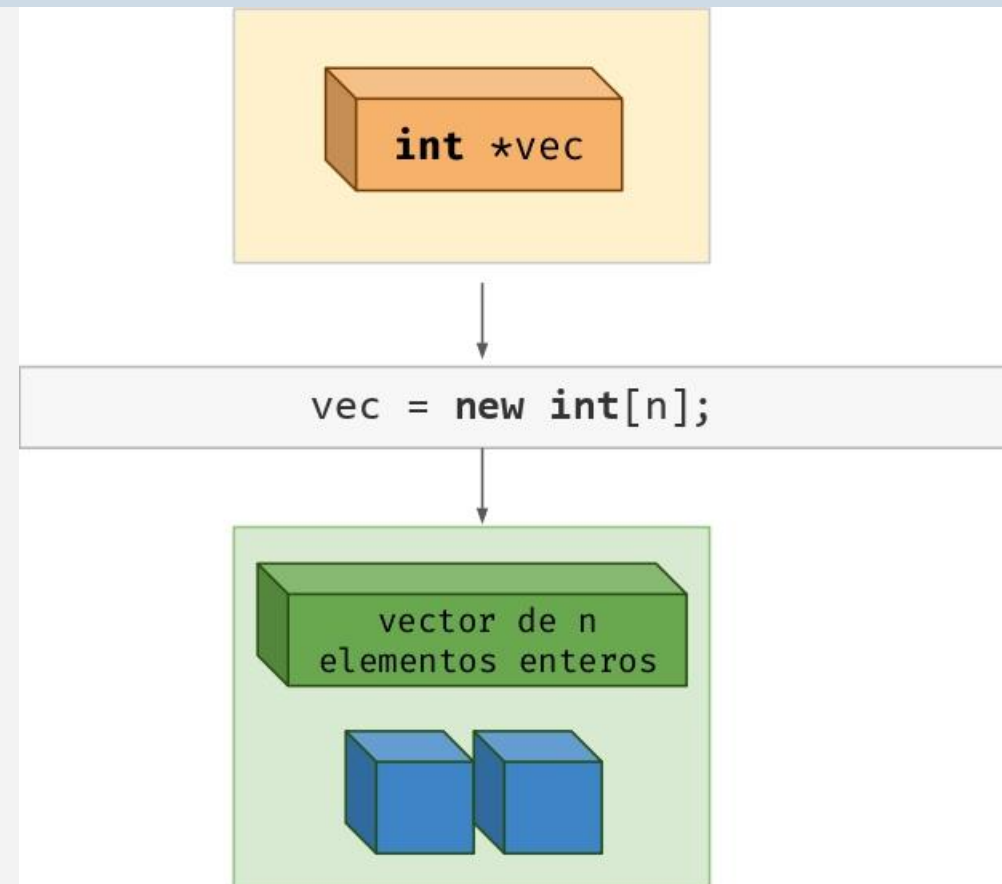 int *vec
vec = new int[n];
vector de n
elementos enteros